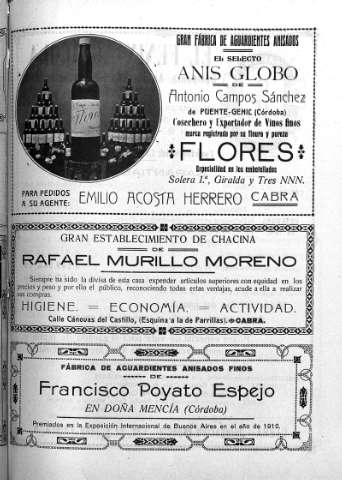 GRAN FÁBRICA DE AGUARDIENTES ANISADOS
EL SELECTO
ANIS GLOBO
DE
Antonio Campos Sánchez
de PUENTE-GENIL (Córdoba)
Cosechero y Exportador de Vinos finos
marca registrada por su finura y pureza
FLORES
Especialidad en los embotellados
Solera 1.ª, Giralda y Tres NNN.
PARA PEDIDOS
A SU AGENTE:
EMILIO ACOSTA HERRERO
CABRA
GRAN ESTABLECIMIENTO DE CHACINA
DE
RAFAEL MURILLO MORENO
Siempre ha sido la divisa de esta casa expender artículos superiores con equidad en los
precios y peso y por ello el público, reconociendo todas estas ventajas, acude a ella a realizar
sus compras.
HIGIENE. = ECONOMÍA. = ACTIVIDAD.
Calle Cánovas del Castillo, (Esquina a la de Parrillas). CABRA.
FÁBRICA DE AGUARDIENTES ANISADOS FINOS
DE
Francisco Poyato Espejo
EN DOÑA MENCÍA (Córdoba)
Premiados en la Exposición Internacional de Buenos Aires en el año de 1910.